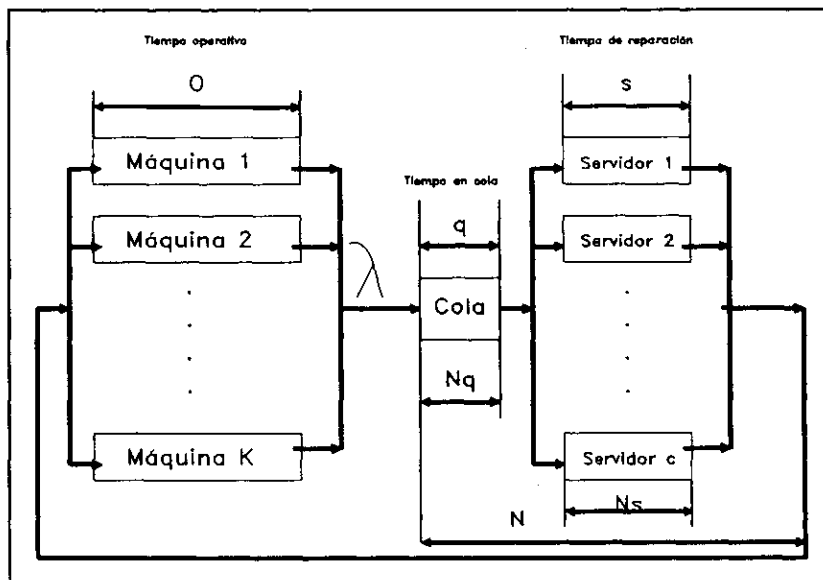 Tiempo operativa
Tiempo de reparación
O
s
Máquina 1
Servidor 1
Tiempo en cola
Máquina 2
q
Servidor 2
λ
Cola
Nq
Máquina K
Servidor c
Ns
N